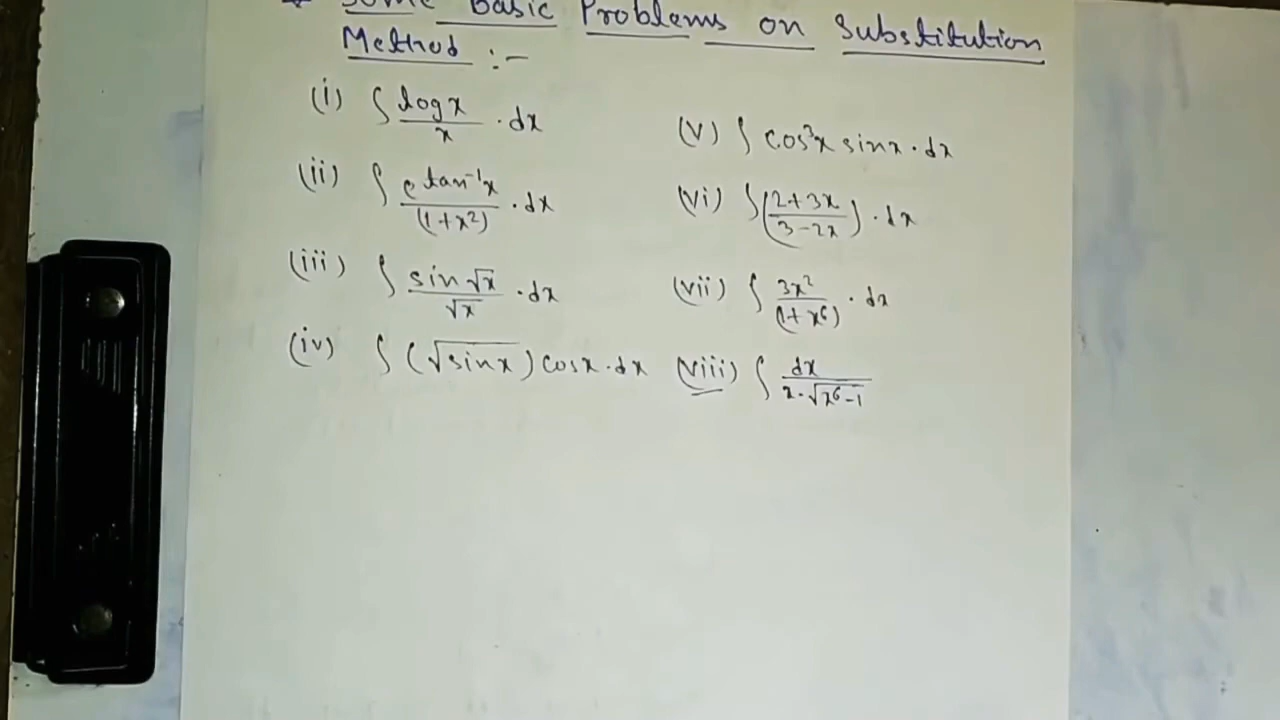 * Some Basic Problems on Substitution
Method :-
(i) ∫ log x / x . dx
(ii) ∫ e^tan⁻¹x / (1+x²) . dx
(iii) ∫ sin√x / √x . dx
(iv) ∫ (√sinx) cosx . dx
(v) ∫ cos³x sinx . dx
(vi) ∫ (2+3x / 3-2x) . dx
(vii) ∫ 3x² / (1+x⁶) . dx
(viii) ∫ dx / x.√x⁶-1